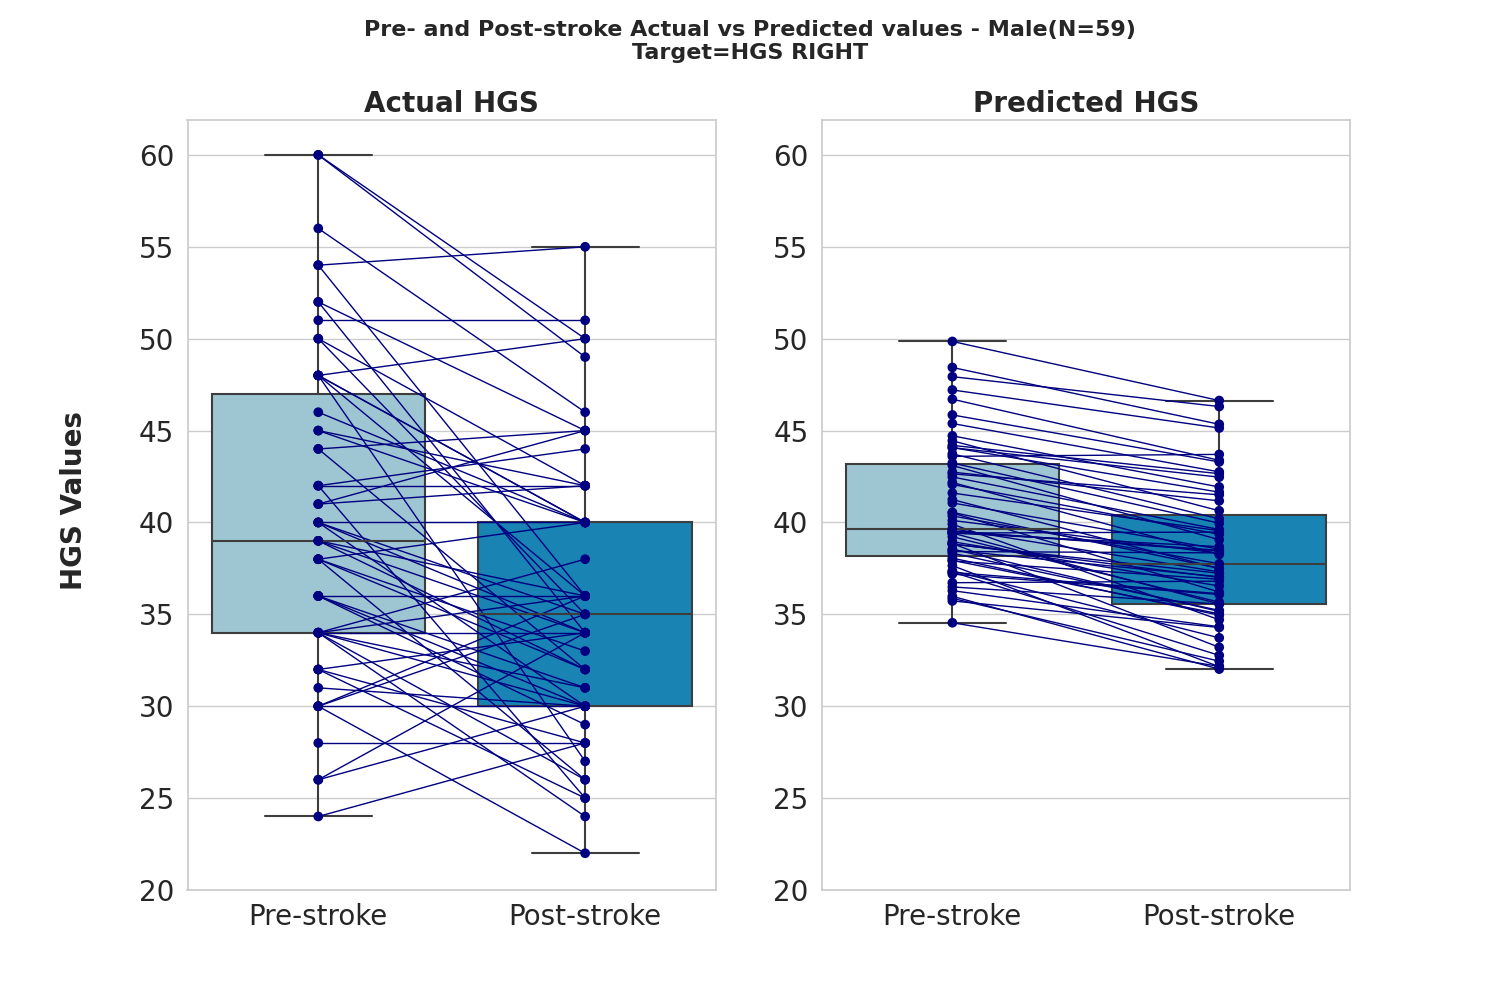 Pre- and Post-stroke Actual vs Predicted values - Male(N=59)
Target=HGS RIGHT
Actual HGS
Predicted HGS
HGS Values
60
55
50
45
40
35
30
25
20
Pre-stroke
Post-stroke
60
55
50
45
40
35
30
25
20
Pre-stroke
Post-stroke